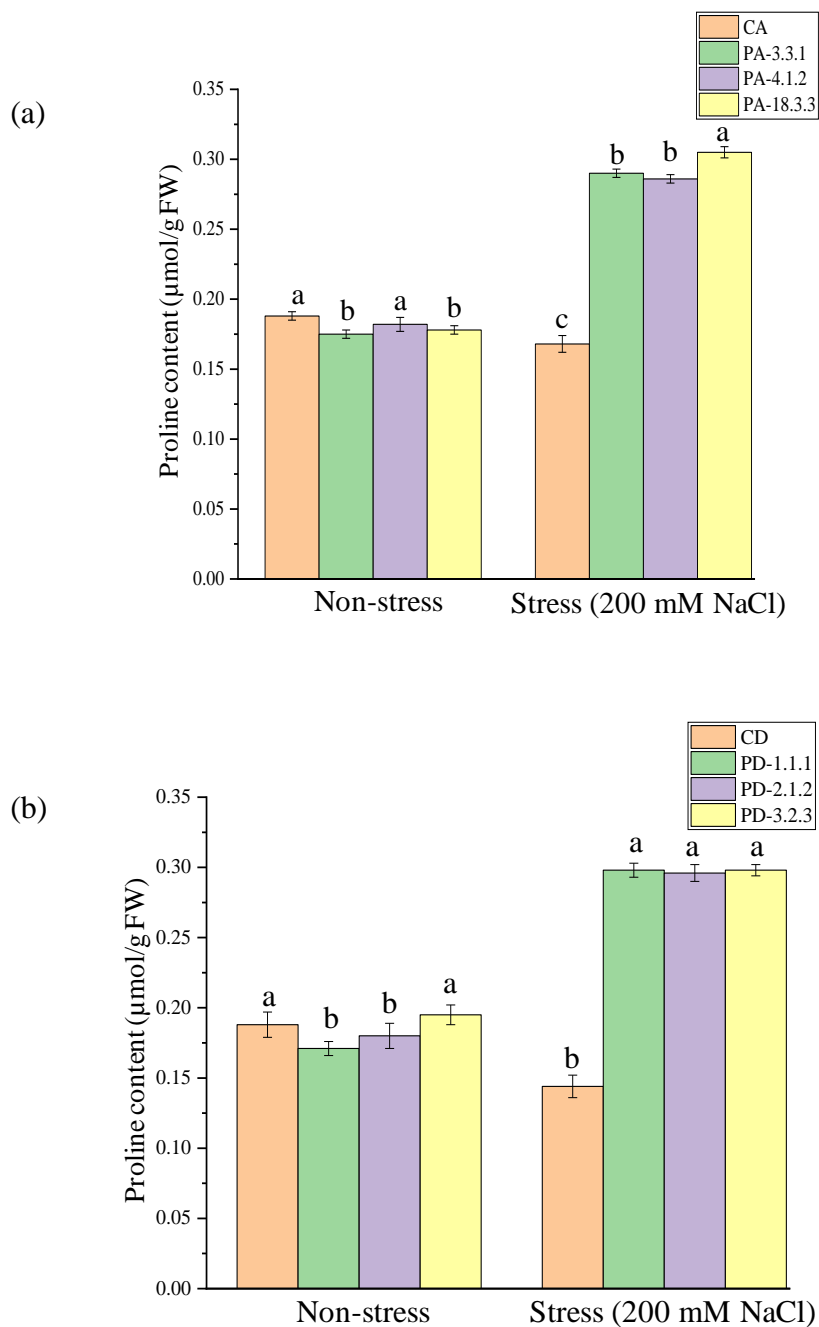 CA
PA-3.3.1
PA-4.1.2
PA-18.3.3
(a)
Proline content (µmol/g FW)
0.35
0.30
0.25
0.20
0.15
0.10
0.05
0.00
a b a b
c b b a
Non-stress Stress (200 mM NaCl)
CD
PD-1.1.1
PD-2.1.2
PD-3.2.3
(b)
Proline content (µmol/g FW)
0.35
0.30
0.25
0.20
0.15
0.10
0.05
0.00
a b b a
b a a a
Non-stress Stress (200 mM NaCl)